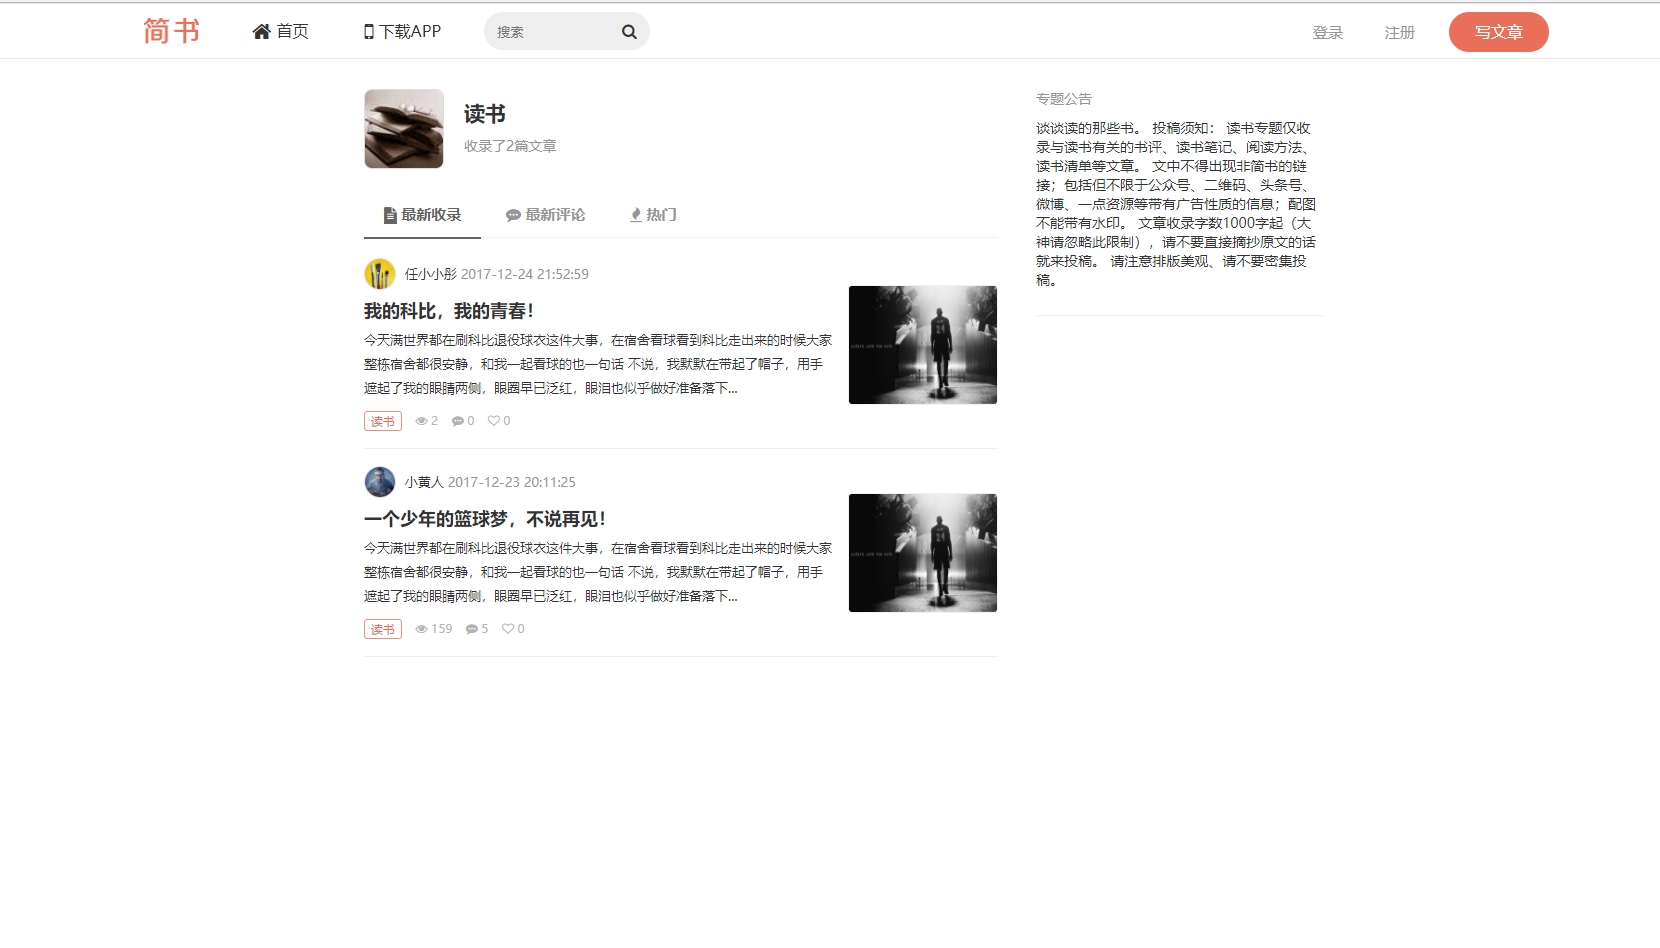 简书
首页
下载APP
搜索
登录
注册
写文章
读书
收录了2篇文章
最新收录
最新评论
热门
任小小彤 2017-12-24 21:52:59
我的科比，我的青春！
今天满世界都在刷科比退役球衣这件大事，在宿舍看球看到科比走出来的时候大家
整栋宿舍都很安静，和我一起看球的也一句话 不说，我默默在带起了帽子，用手
遮起了我的眼睛两侧，眼圈早已泛红，眼泪也似乎做好准备落下...
读书 2 0 0
24
小黄人 2017-12-23 20:11:25
一个少年的篮球梦，不说再见！
今天满世界都在刷科比退役球衣这件大事，在宿舍看球看到科比走出来的时候大家
整栋宿舍都很安静，和我一起看球的也一句话 不说，我默默在带起了帽子，用手
遮起了我的眼睛两侧，眼圈早已泛红，眼泪也似乎做好准备落下...
读书 159 5 0
24
专题公告
谈谈读的那些书。 投稿须知： 读书专题仅收
录与读书有关的书评、读书笔记、阅读方法、
读书清单等文章。 文中不得出现非简书的链
接；包括但不限于公众号、二维码、头条号、
微博、一点资源等带有广告性质的信息；配图
不能带有水印。 文章收录字数1000字起（大
神请忽略此限制），请不要直接摘抄原文的话
就来投稿。 请注意排版美观、请不要密集投
稿。